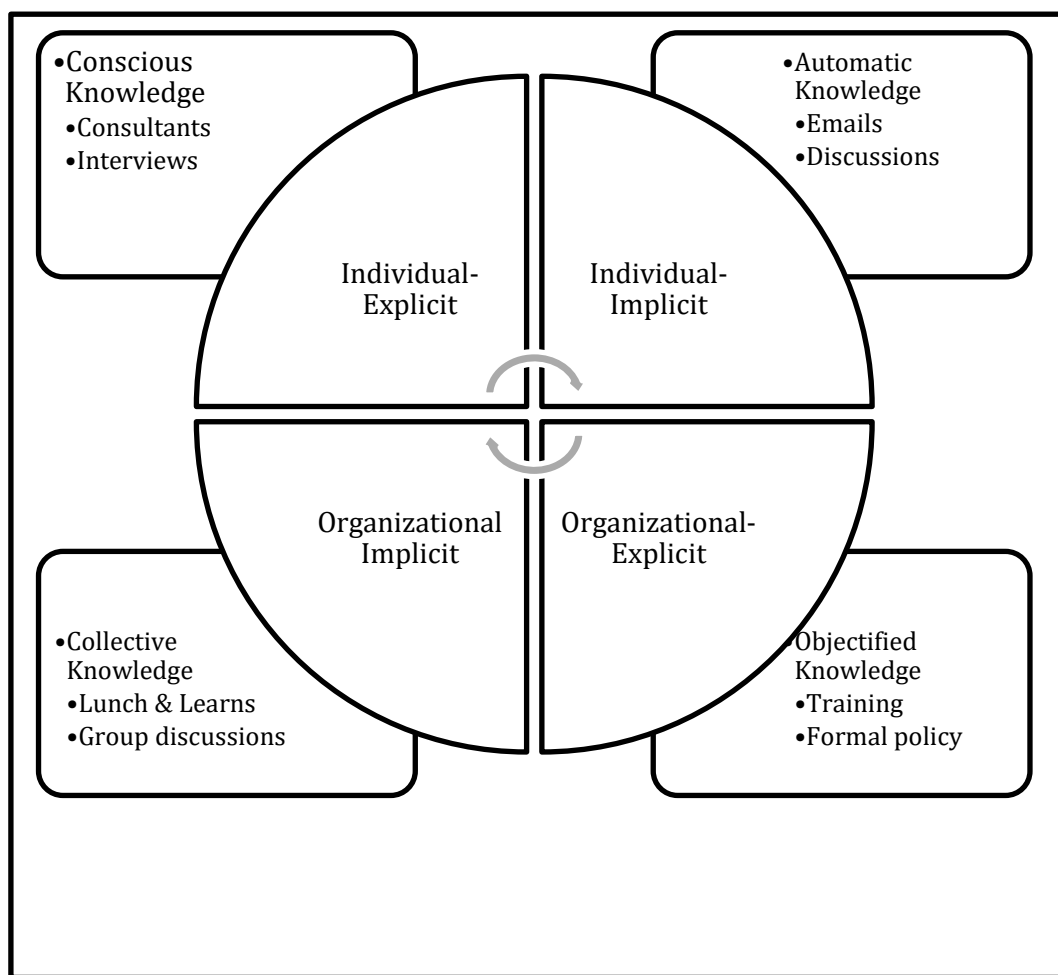 •Conscious
Knowledge
•Consultants
•Interviews
•Automatic
Knowledge
•Emails
•Discussions
Individual-
Explicit
Individual-
Implicit
Organizational
Implicit
Organizational-
Explicit
•Collective
Knowledge
•Lunch & Learns
•Group discussions
•Objectified
Knowledge
•Training
•Formal policy